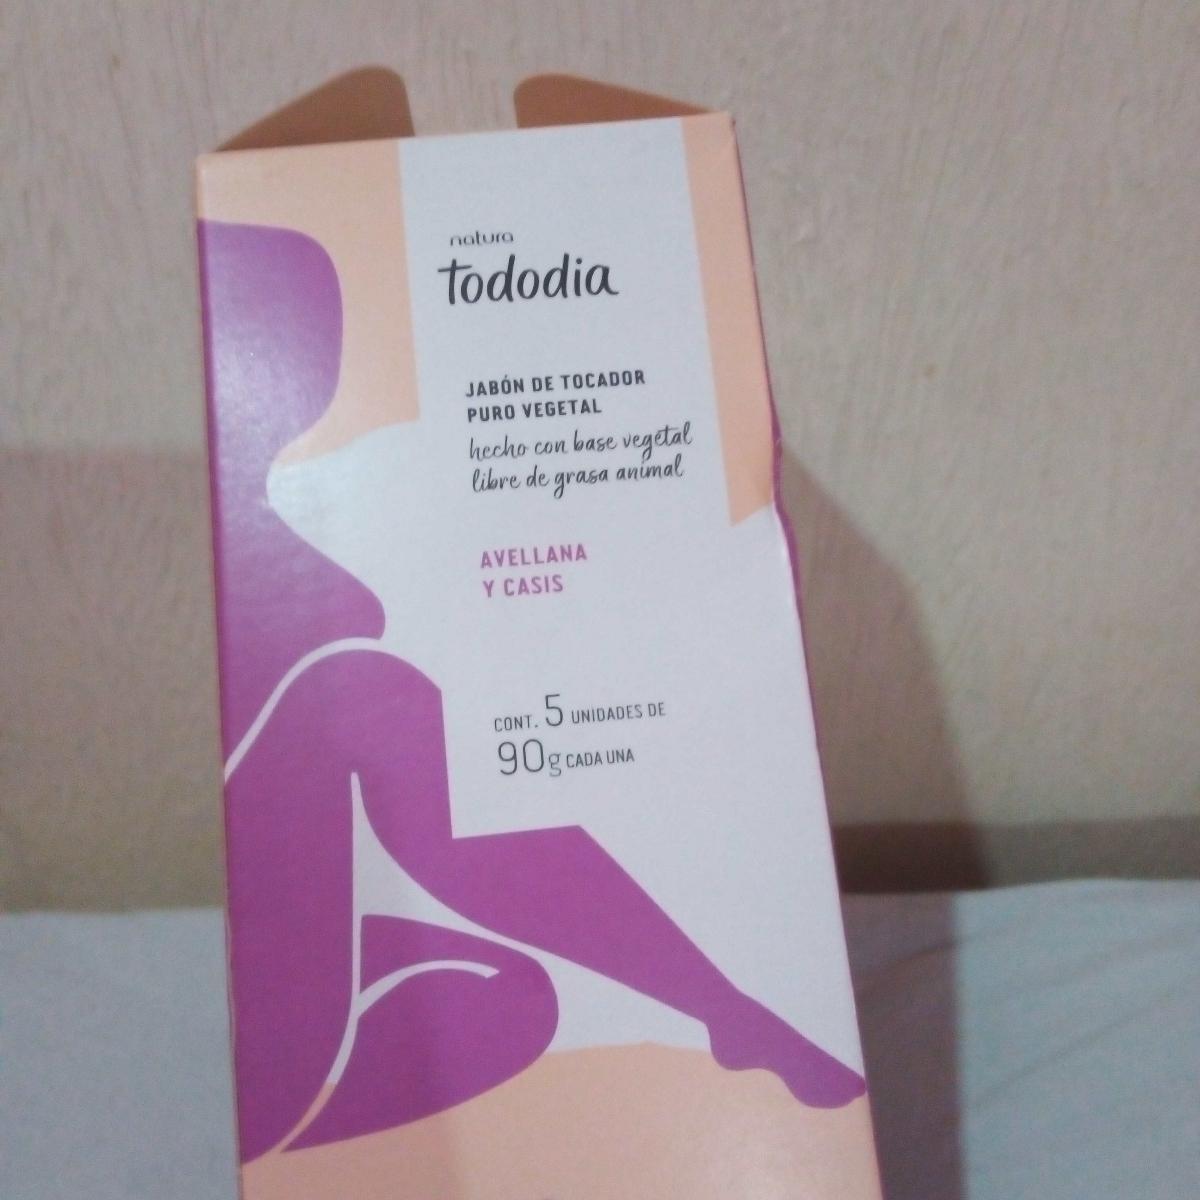 natura
tododia
JABÓN DE TOCADOR
PURO VEGETAL
hecho con base vegetal
libre de grasa animal
AVELLANA
Y CASIS
CONT. 5 UNIDADES DE
90g CADA UNA